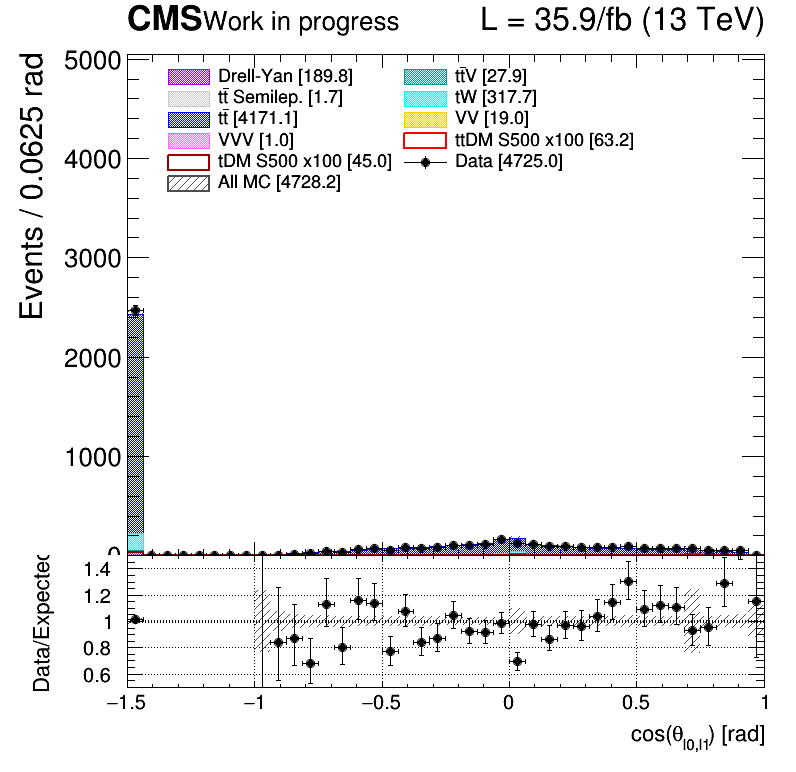 CMS Work in progress L = 35.9/fb (13 TeV)
Events / 0.0625 rad
5000
4000
3000
2000
1000
0
Drell-Yan [189.8]
tt̄V [27.9]
tt̄ Semilep. [1.7]
tW [317.7]
tt̄ [4171.1]
VV [19.0]
VVV [1.0]
ttDM S500 x100 [63.2]
tDM S500 x100 [45.0]
Data [4725.0]
All MC [4728.2]
Data/Expected
1.4
1.2
1
0.8
0.6
−1.5 −1 −0.5 0 0.5 1
cos(θl0,l1) [rad]